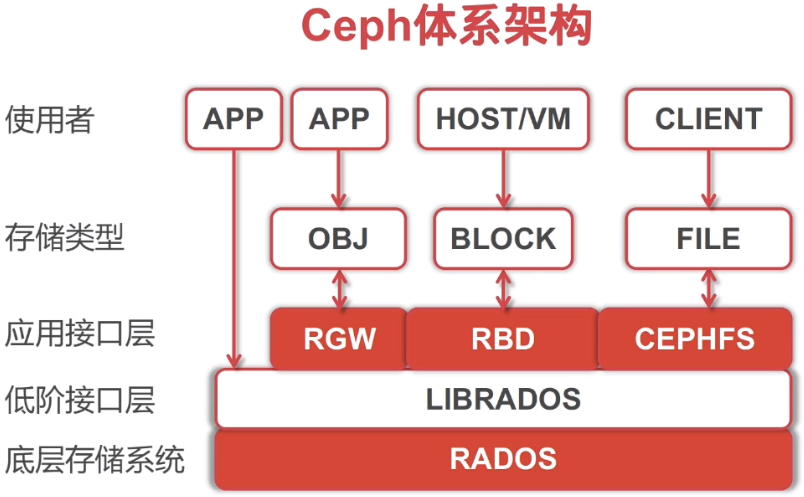 Ceph体系架构
使用者 APP APP HOST/VM CLIENT
存储类型 OBJ BLOCK FILE
应用接口层 RGW RBD CEPHFS
低阶接口层 LIBRADOS
底层存储系统 RADOS